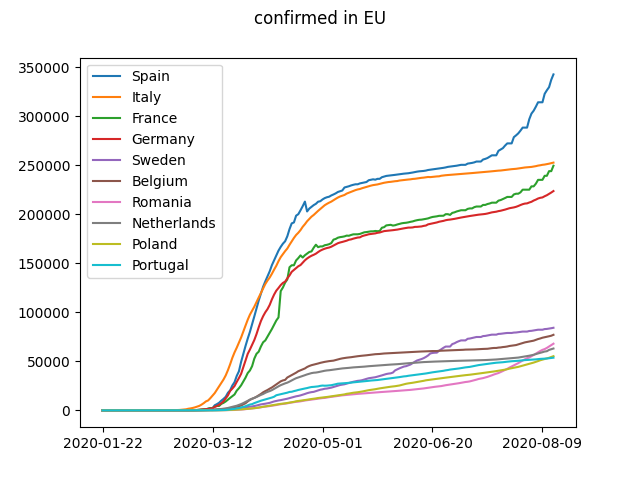 confirmed in EU
350000
300000
250000
200000
150000
100000
50000
0
Spain
Italy
France
Germany
Sweden
Belgium
Romania
Netherlands
Poland
Portugal
2020-01-22 2020-03-12 2020-05-01 2020-06-20 2020-08-09